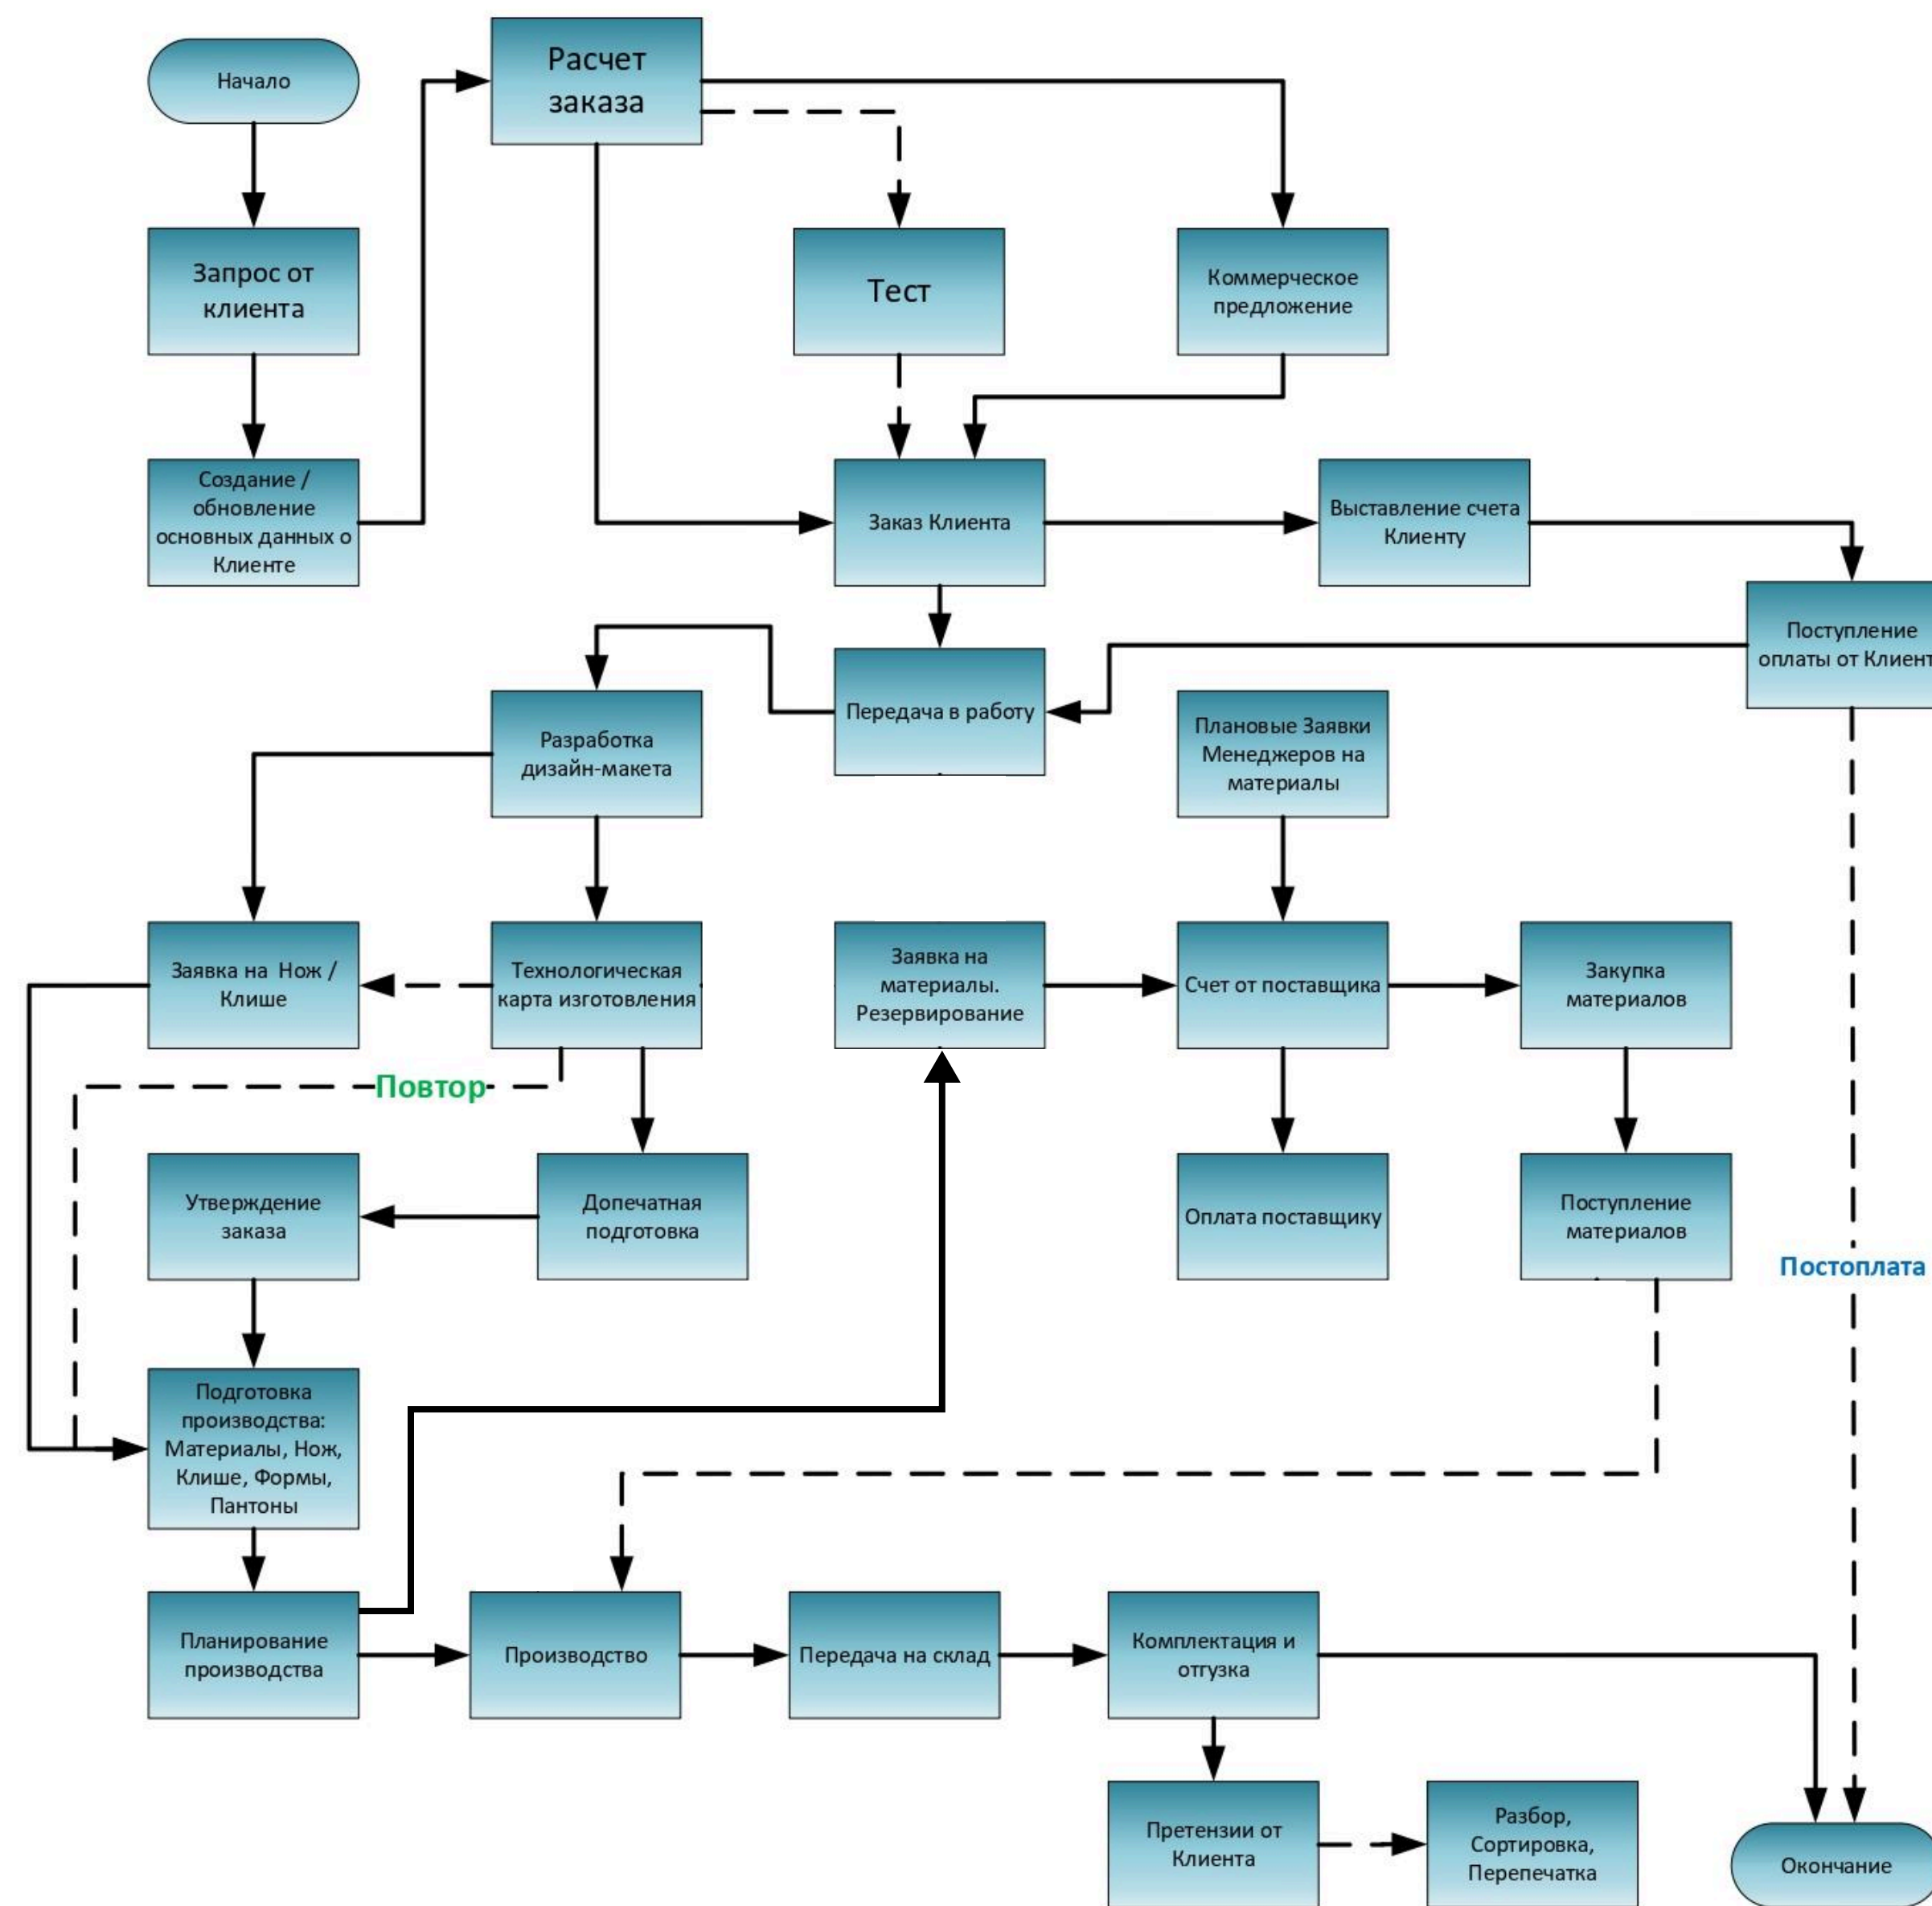 Начало
Расчет
заказа
Запрос от
клиента
Тест
Коммерческое
предложение
Создание /
обновление
основных данных о
Клиенте
Заказ Клиента
Выставление счета
Клиенту
Поступление
оплаты от Клиент
Передача в работу
Разработка
дизайн-макета
Плановые Заявки
Менеджеров на
материалы
Заявка на Нож /
Клише
Технологическая
карта изготовления
Заявка на
материалы.
Резервирование
Счет от поставщика
Закупка
материалов
Повтор
Утверждение
заказа
Допечатная
подготовка
Оплата поставщику
Поступление
материалов
Постоплата
Подготовка
производства:
Материалы, Нож,
Клише, Формы,
Пантоны
Планирование
производства
Производство
Передача на склад
Комплектация и
отгузка
Претензии от
Клиента
Разбор,
Сортировка,
Перепечатка
Окончание